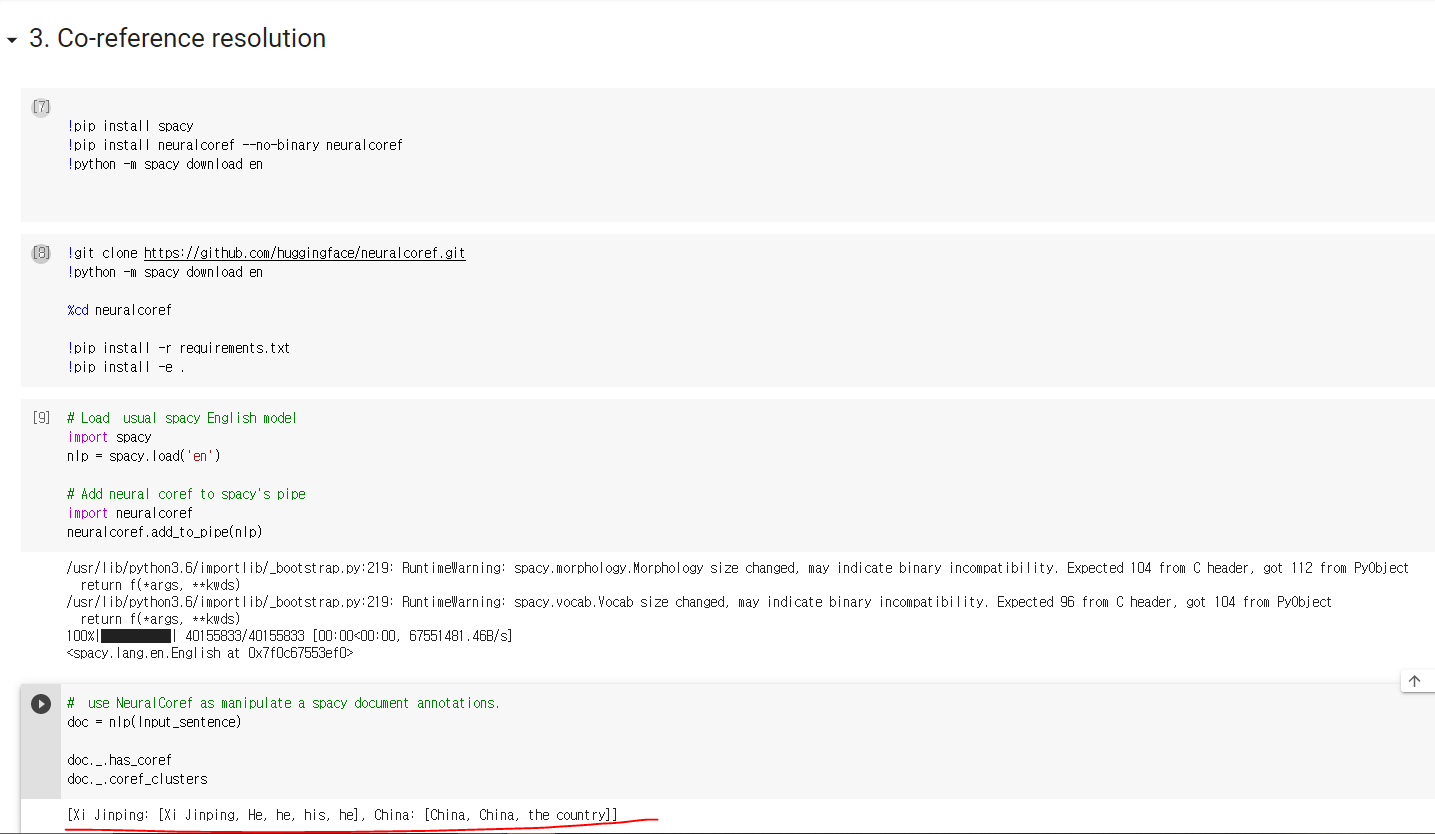 3. Co-reference resolution
[7]
!pip install spacy
!pip install neuralcoref --no-binary neuralcoref
!python -m spacy download en
[8]
!git clone https://github.com/huggingface/neuralcoref.git
!python -m spacy download en
%cd neuralcoref
!pip install -r requirements.txt
!pip install -e .
[9]
# Load  usual spacy English model
import spacy
nlp = spacy.load('en')
# Add neural coref to spacy's pipe
import neuralcoref
neuralcoref.add_to_pipe(nlp)
/usr/lib/python3.6/importlib/_bootstrap.py:219: RuntimeWarning: spacy.morphology.Morphology size changed, may indicate binary incompatibility. Expected 104 from C header, got 112 from PyObject
  return f(*args, **kwds)
/usr/lib/python3.6/importlib/_bootstrap.py:219: RuntimeWarning: spacy.vocab.Vocab size changed, may indicate binary incompatibility. Expected 96 from C header, got 104 from PyObject
  return f(*args, **kwds)
100%|██████████| 40155833/40155833 [00:00<00:00, 67551481.46B/s]
<spacy.lang.en.English at 0x7f0c67553ef0>
#  use NeuralCoref as manipulate a spacy document annotations.
doc = nlp(Input_sentence)
doc._.has_coref
doc._.coref_clusters
[Xi Jinping: [Xi Jinping, He, he, his, he], China: [China, China, the country]]